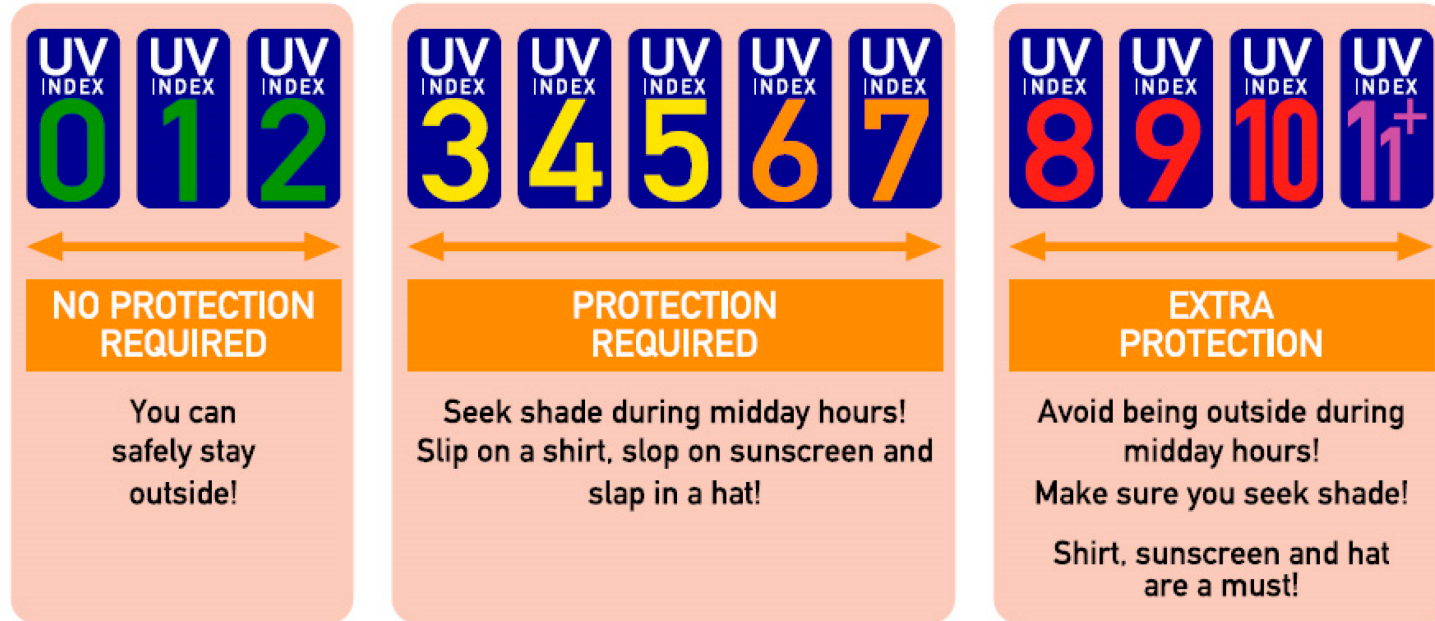 UV
INDEX
0
UV
INDEX
1
UV
INDEX
2
NO PROTECTION
REQUIRED
You can
safely stay
outside!
UV
INDEX
3
UV
INDEX
4
UV
INDEX
5
UV
INDEX
6
UV
INDEX
7
PROTECTION
REQUIRED
Seek shade during midday hours!
Slip on a shirt, slop on sunscreen and
slap in a hat!
UV
INDEX
8
UV
INDEX
9
UV
INDEX
10
UV
INDEX
11+
EXTRA
PROTECTION
Avoid being outside during
midday hours!
Make sure you seek shade!
Shirt, sunscreen and hat
are a must!